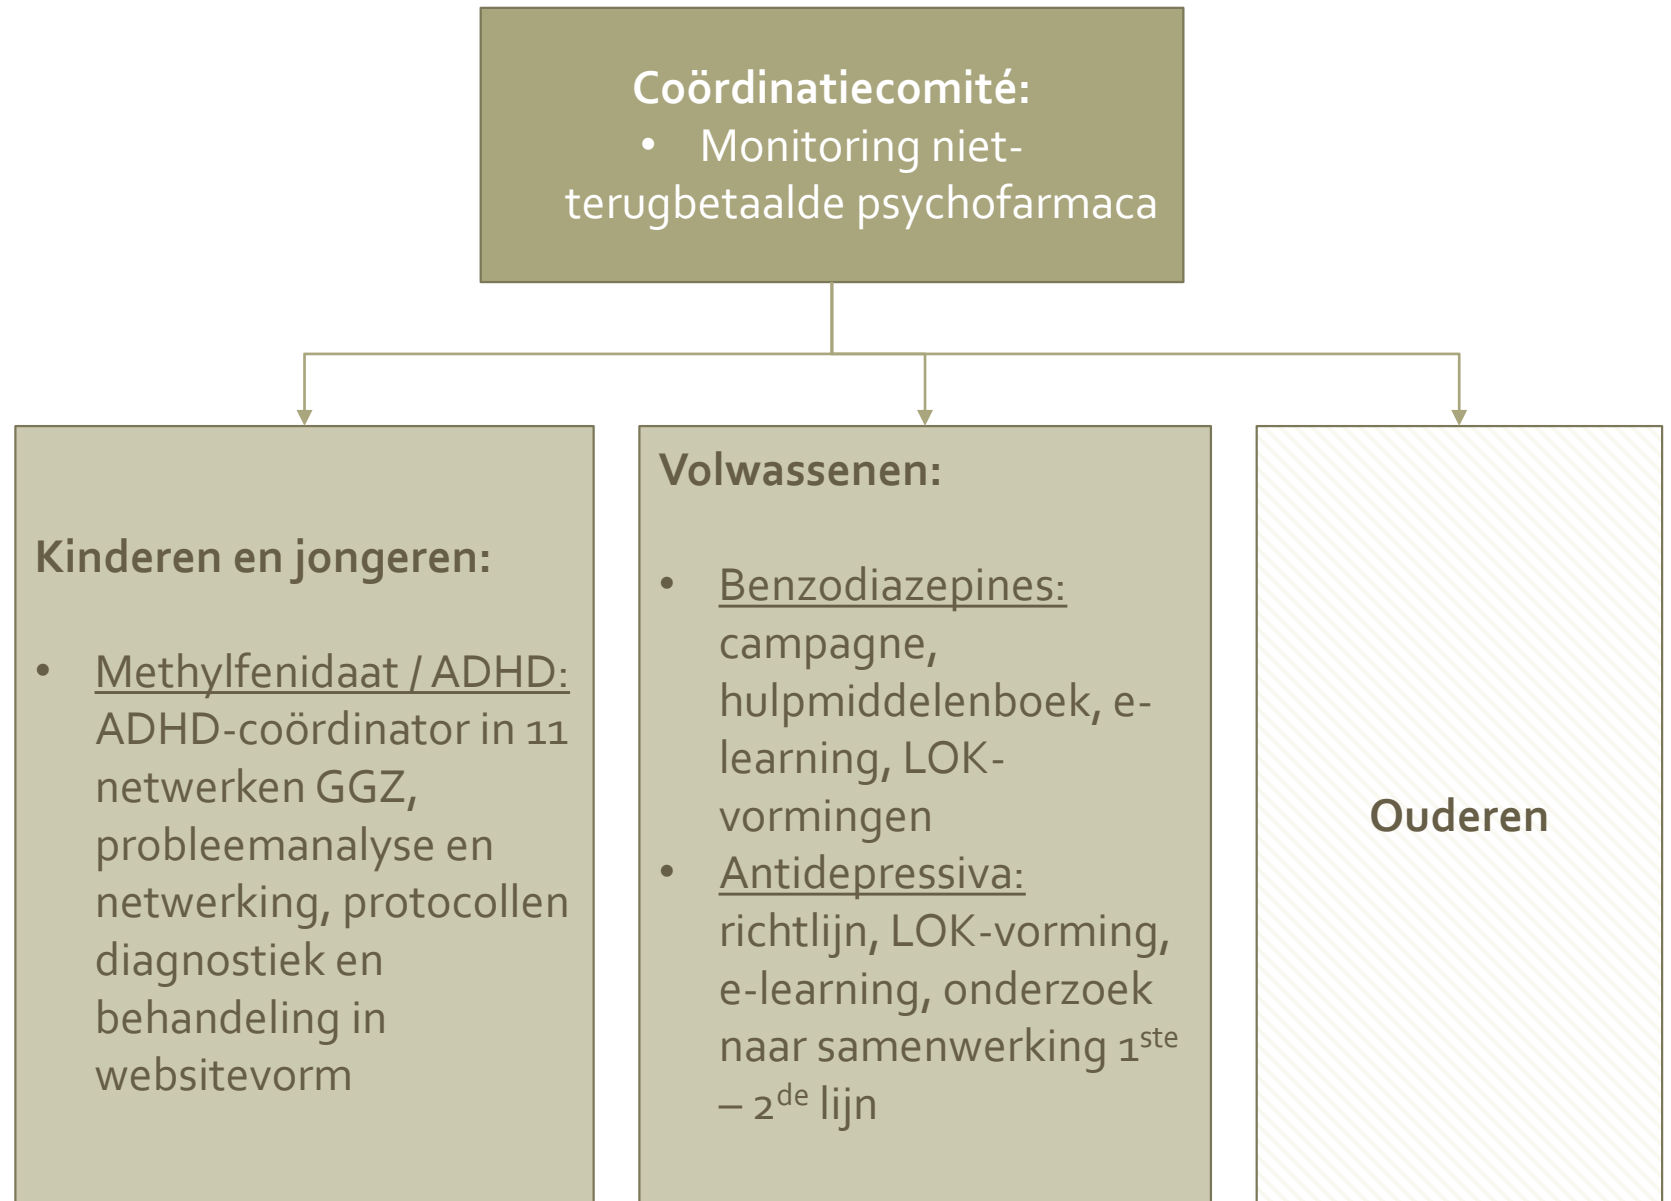 Coördinatiecomité:
• Monitoring niet-
terugbetaalde psychofarmaca
Kinderen en jongeren:
• Methylfenidaat / ADHD:
ADHD-coördinator in 11
netwerken GGZ,
probleemanalyse en
netwerking, protocollen
diagnostiek en
behandeling in
websitevorm
Volwassenen:
• Benzodiazepines:
campagne,
hulpmiddelenboek, e-
learning, LOK-
vormingen
• Antidepressiva:
richtlijn, LOK-vorming,
e-learning, onderzoek
naar samenwerking 1ste
– 2de lijn
Ouderen